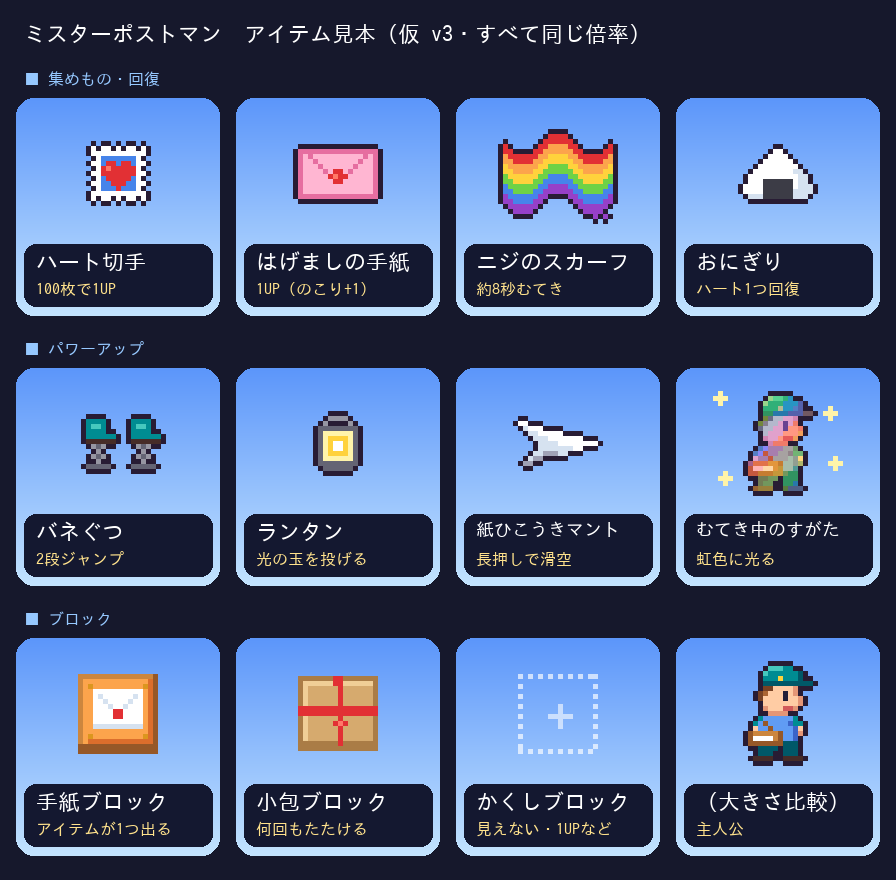 ミスターポストマン　アイテム見本（仮 v3・すべて同じ倍率）
■ 集めもの・回復
ハート切手
100枚で1UP
はげましの手紙
1UP（のこり+1）
ニジのスカーフ
約8秒むてき
おにぎり
ハート1つ回復
■ パワーアップ
バネぐつ
2段ジャンプ
ランタン
光の玉を投げる
紙ひこうきマント
長押しで滑空
むてき中のすがた
虹色に光る
■ ブロック
手紙ブロック
アイテムが1つ出る
小包ブロック
何回もたたける
かくしブロック
見えない・1UPなど
（大きさ比較）
主人公